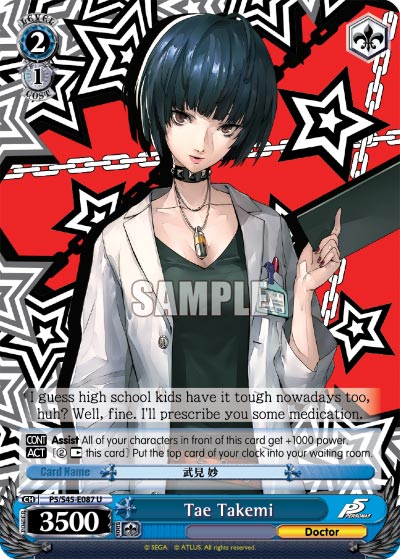 LEVEL
2
1
COST
SAMPLE
I guess high school kids have it tough nowadays too,
huh? Well, fine. I'll prescribe you some medication.
CONT Assist All of your characters in front of this card get +1000 power.
ACT [② ▭ this card] Put the top card of your clock into your waiting room.
Card Name 武見 妙
CH P5/S45-E087 U
P5 PERSONA5
3500
Tae Takemi
Doctor
© SEGA. © ATLUS. All rights reserved.